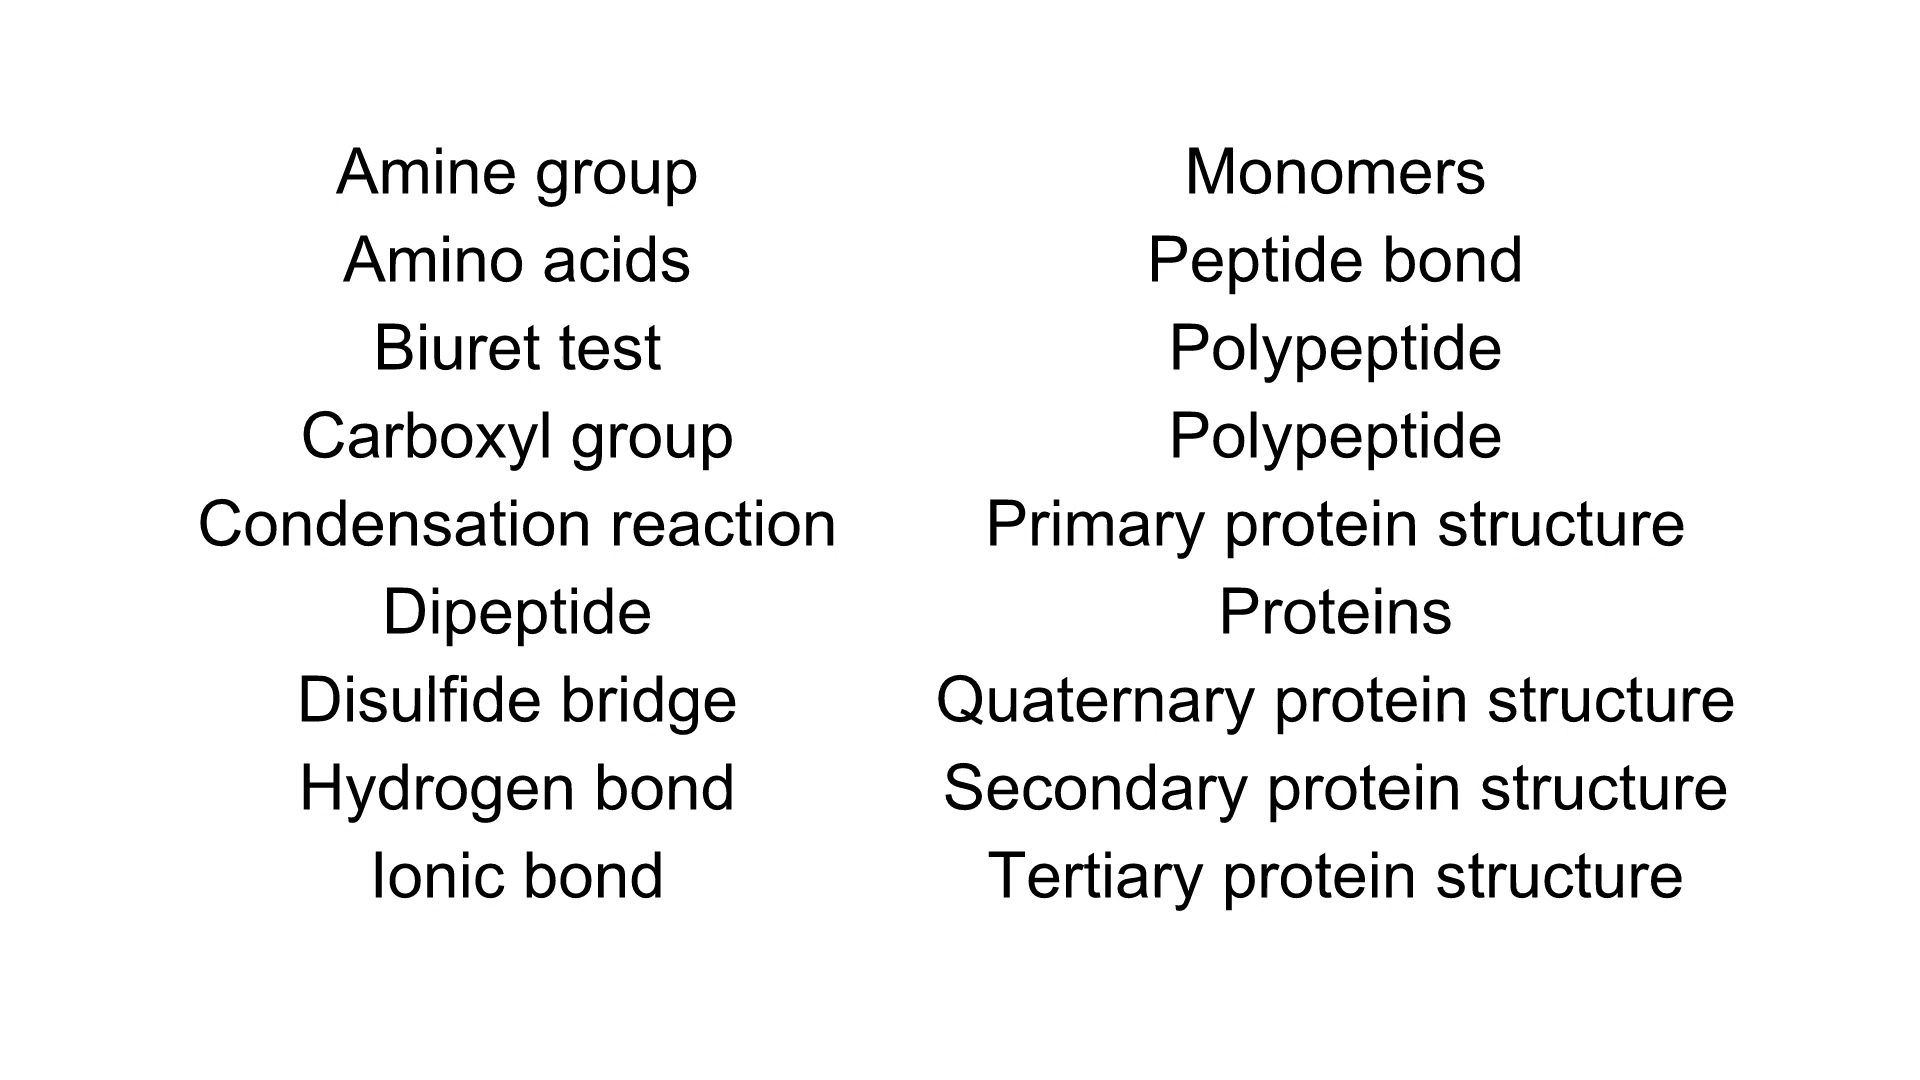 Amine group
Amino acids
Biuret test
Carboxyl group
Condensation reaction
Dipeptide
Disulfide bridge
Hydrogen bond
Ionic bond
Monomers
Peptide bond
Polypeptide
Polypeptide
Primary protein structure
Proteins
Quaternary protein structure
Secondary protein structure
Tertiary protein structure